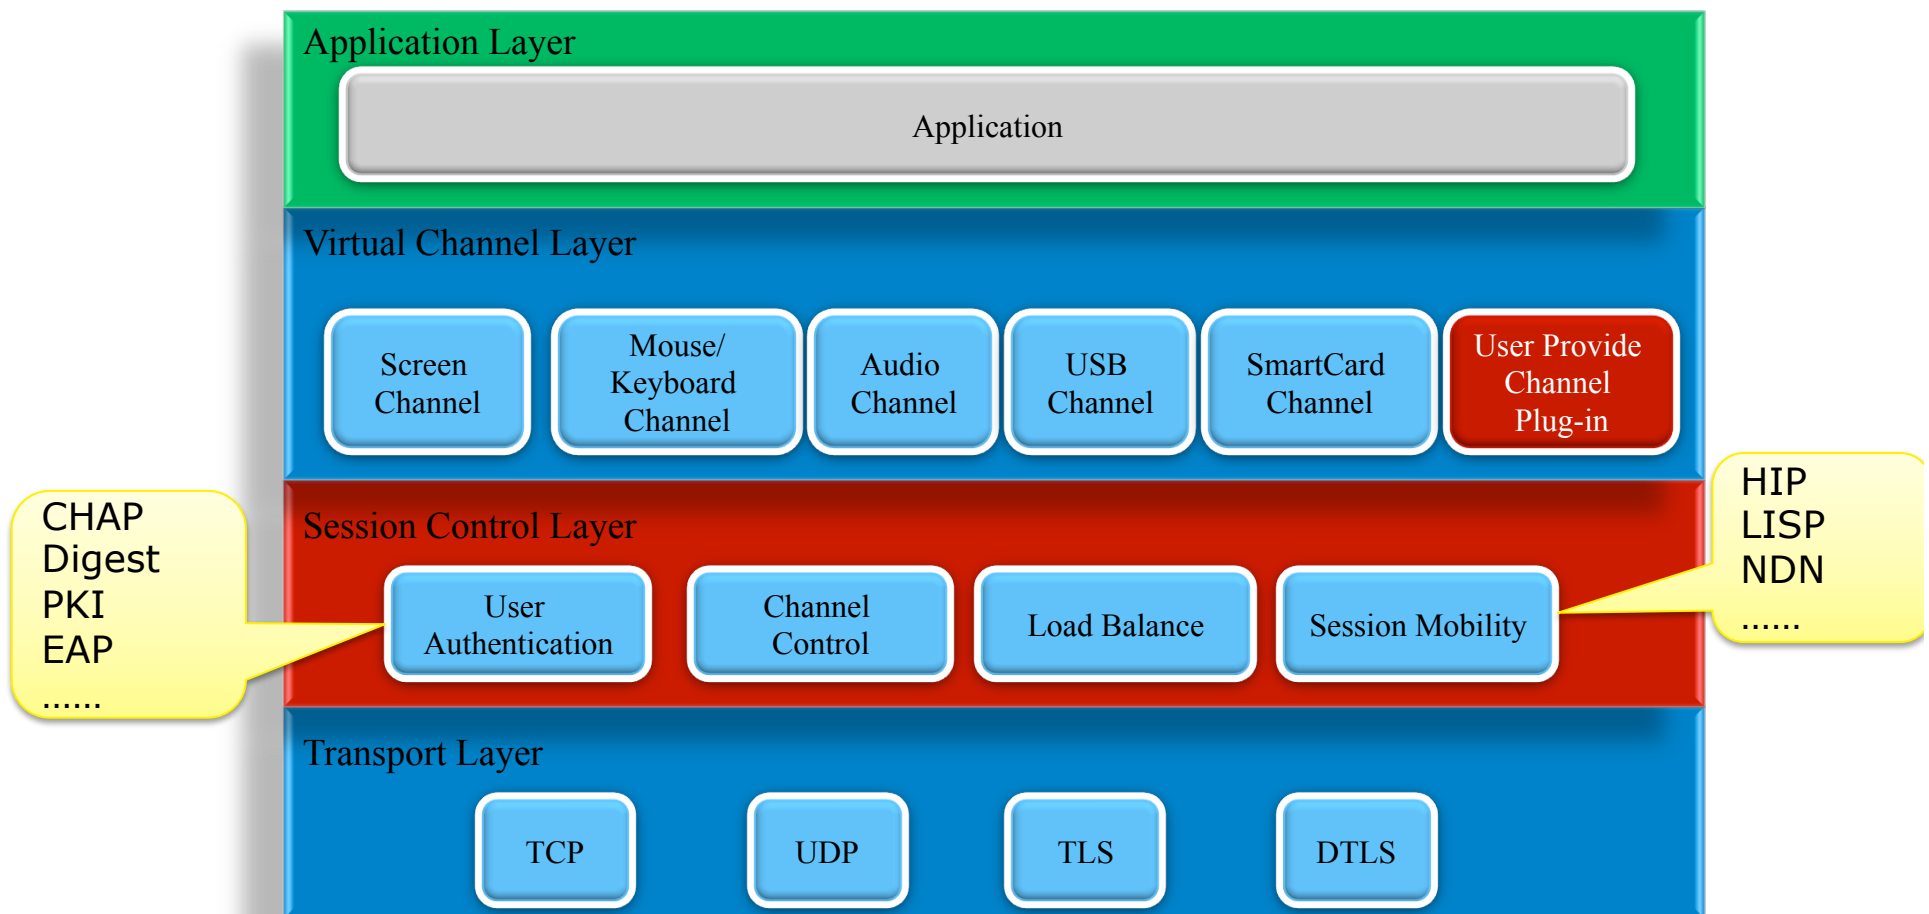 Application Layer
Application
Virtual Channel Layer
Screen
Channel
Mouse/
Keyboard
Channel
Audio
Channel
USB
Channel
SmartCard
Channel
User Provide
Channel
Plug-in
CHAP
Digest
PKI
EAP
......
Session Control Layer
User
Authentication
Channel
Control
Load Balance
Session Mobility
HIP
LISP
NDN
......
Transport Layer
TCP
UDP
TLS
DTLS